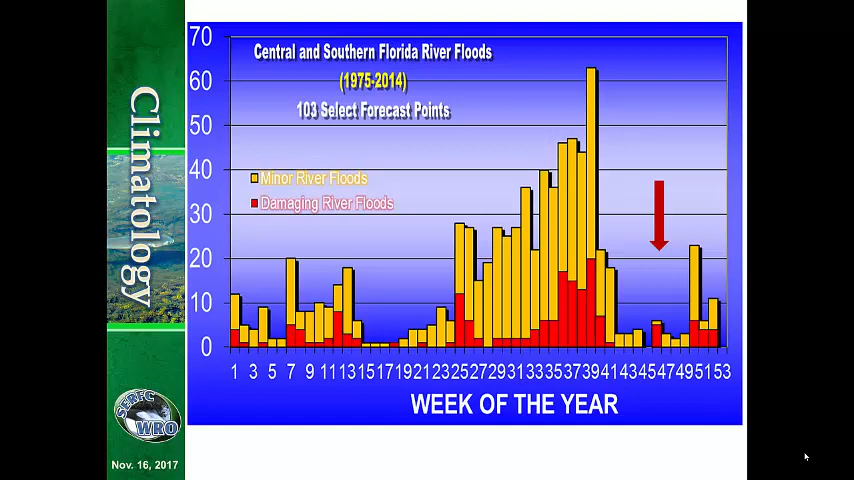 Climatology
SERFC
WRO
Nov. 16, 2017
Central and Southern Florida River Floods
(1975-2014)
103 Select Forecast Points
Minor River Floods
Damaging River Floods
70
60
50
40
30
20
10
0
1 3 5 7 9 11 13 15 17 19 21 23 25 27 29 31 33 35 37 39 41 43 45 47 49 51 53
WEEK OF THE YEAR